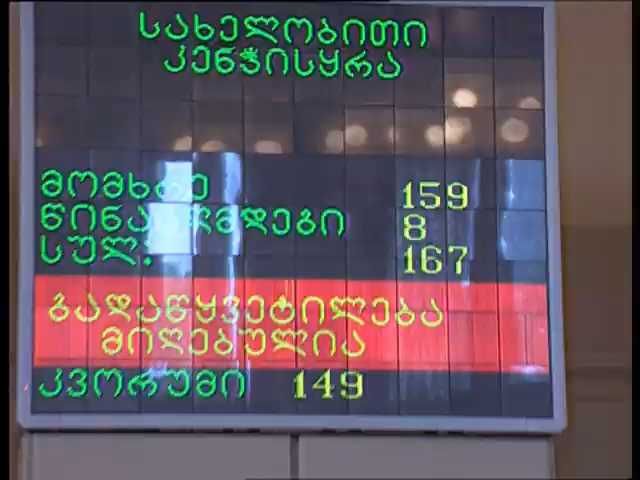 სახელობითი
კენჭისყრა
მომხრე 159
წინააღმდეგი 8
სულ: 167
გადაწყვეტილება
მიღებულია
კვორუმი 149